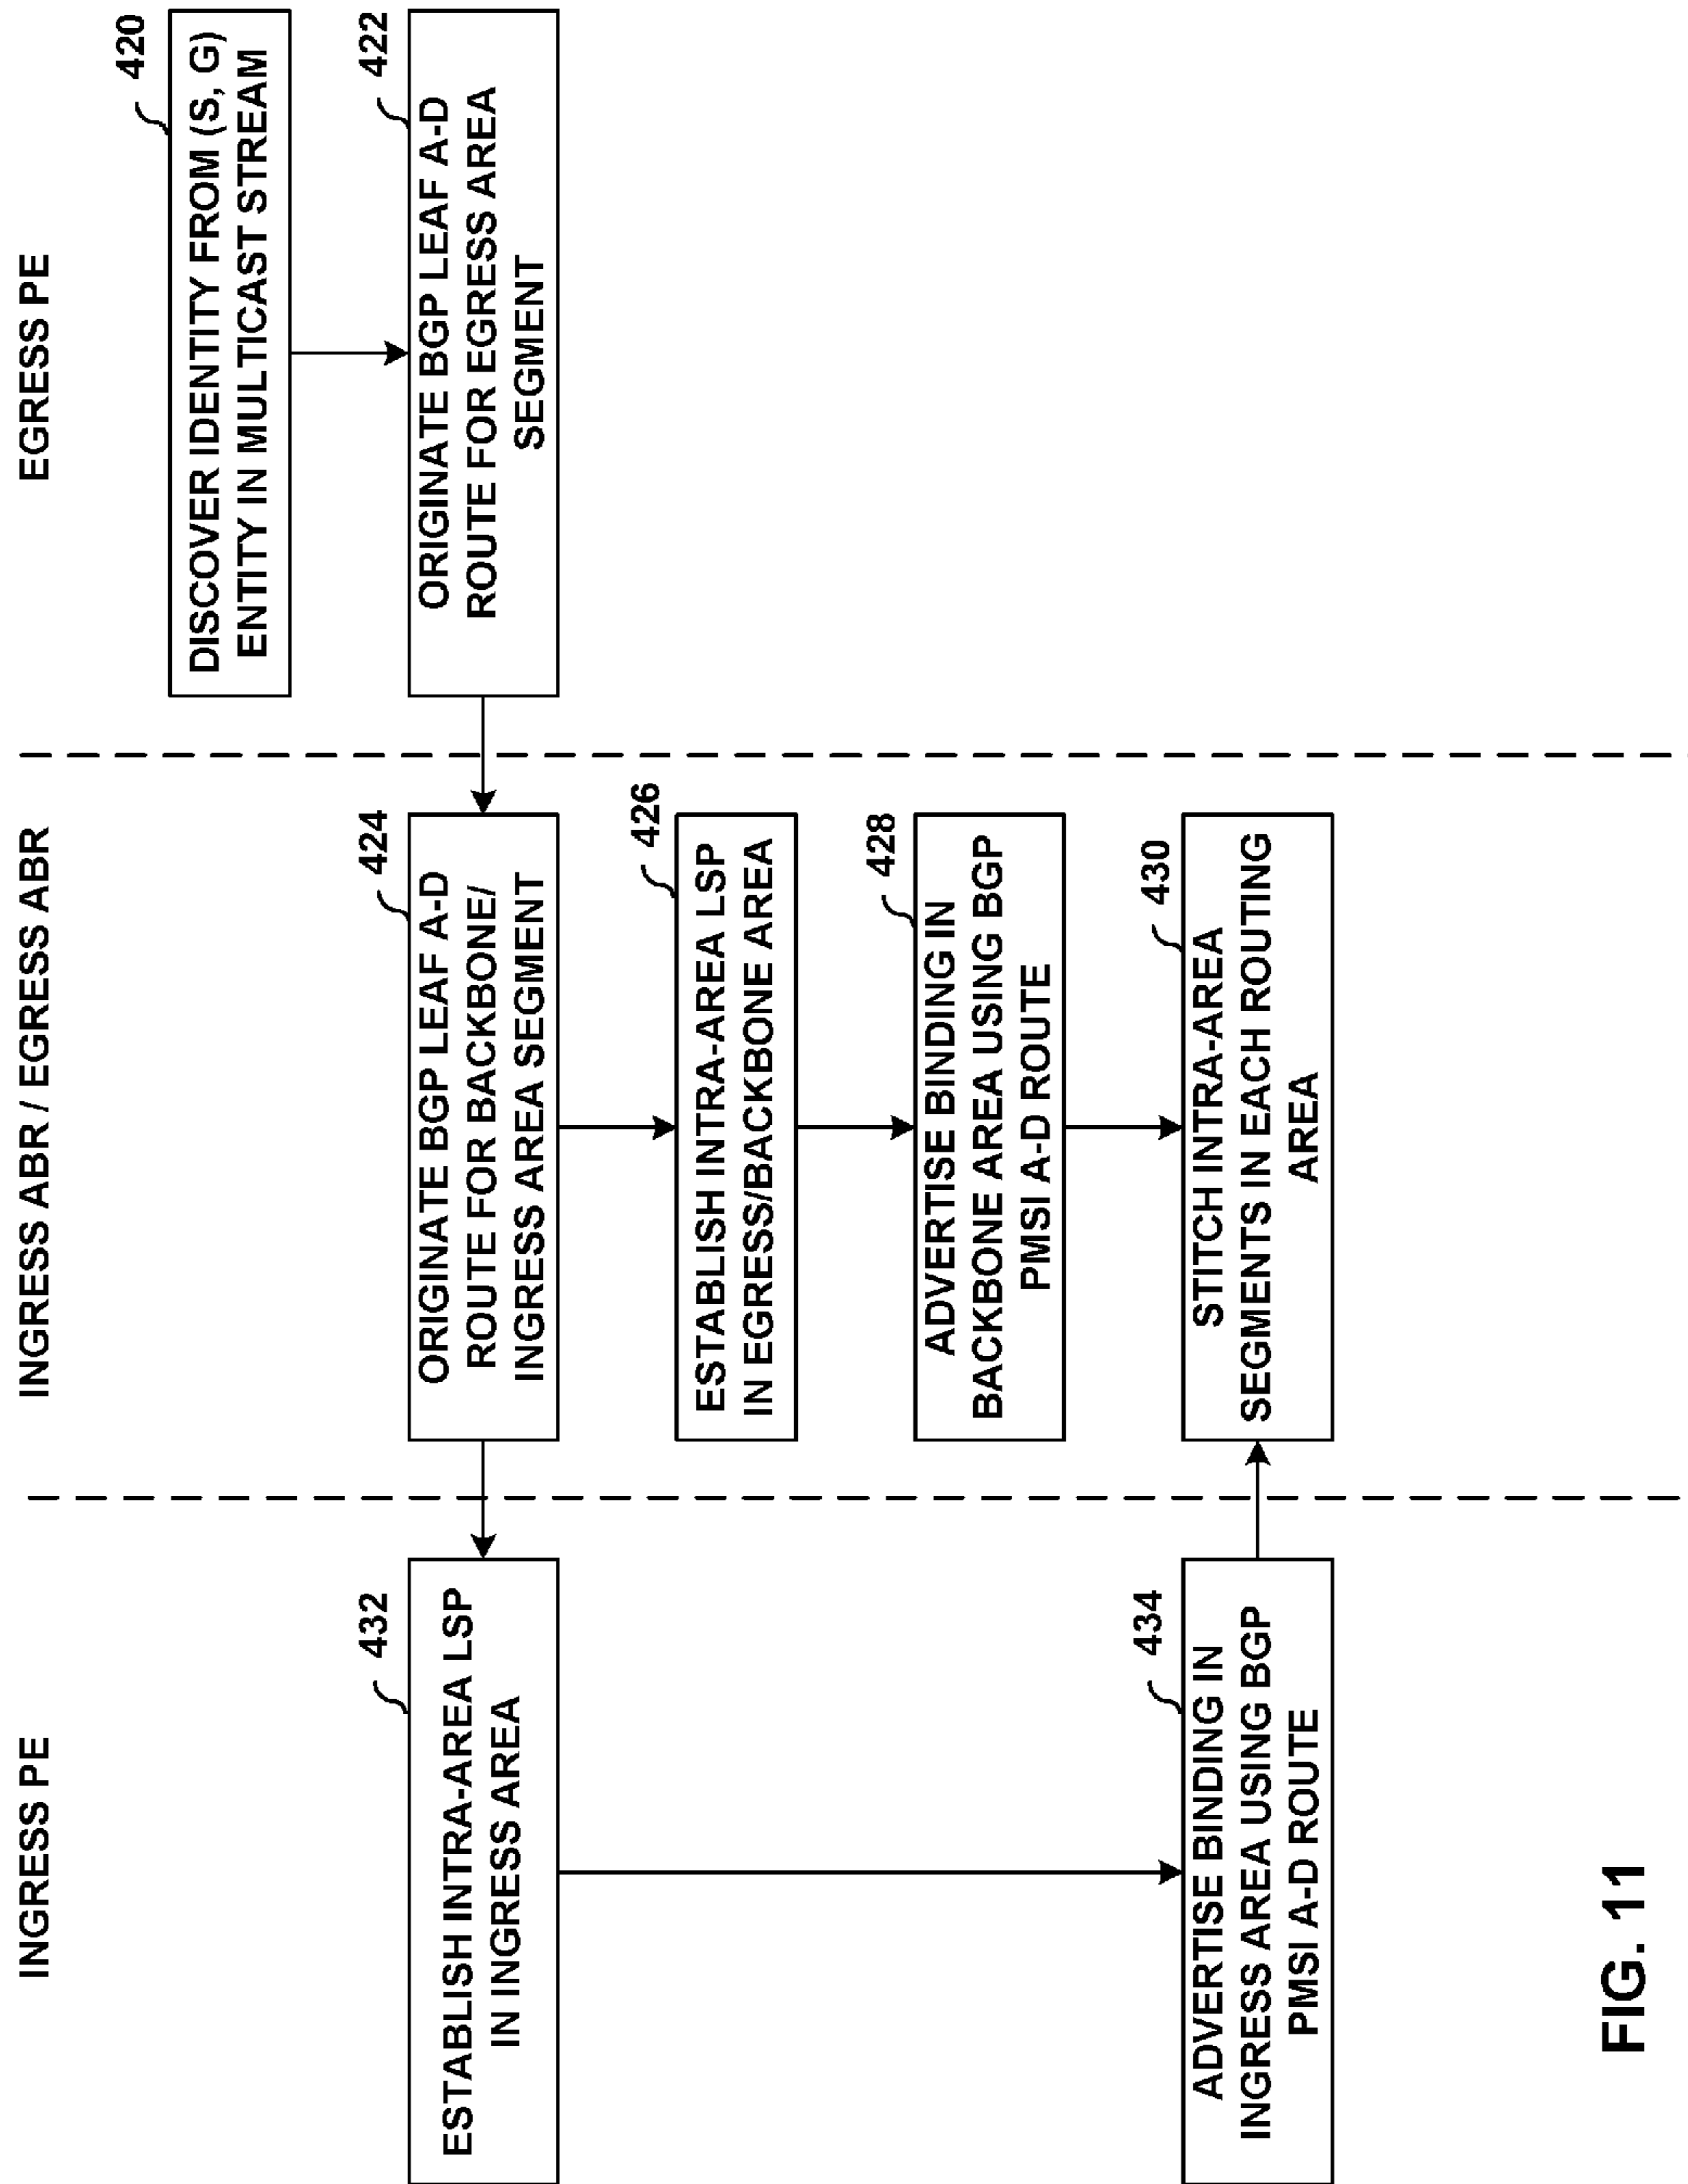 INGRESS PE
INGRESS ABR / EGRESS ABR
EGRESS PE
420
DISCOVER IDENTITY FROM (S, G)
ENTITY IN MULTICAST STREAM
422
ORIGINATE BGP LEAF A-D
ROUTE FOR EGRESS AREA
SEGMENT
424
ORIGINATE BGP LEAF A-D
ROUTE FOR BACKBONE/
INGRESS AREA SEGMENT
426
ESTABLISH INTRA-AREA LSP
IN EGRESS/BACKBONE AREA
428
ADVERTISE BINDING IN
BACKBONE AREA USING BGP
PMSI A-D ROUTE
430
STITCH INTRA-AREA
SEGMENTS IN EACH ROUTING
AREA
432
ESTABLISH INTRA-AREA LSP
IN INGRESS AREA
434
ADVERTISE BINDING IN
INGRESS AREA USING BGP
PMSI A-D ROUTE
FIG. 11